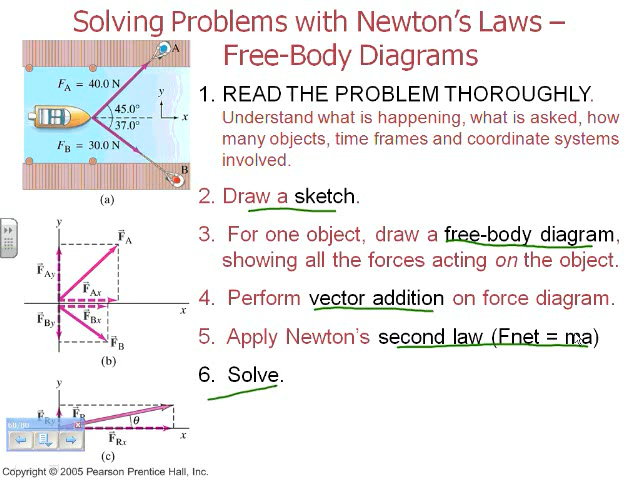 Solving Problems with Newton's Laws –
Free-Body Diagrams
A
F_A = 40.0 N
45.0°
37.0°
y
x
F_B = 30.0 N
B
(a)
1. READ THE PROBLEM THOROUGHLY.
Understand what is happening, what is asked, how
many objects, time frames and coordinate systems
involved.
2. Draw a sketch.
3. For one object, draw a free-body diagram,
showing all the forces acting on the object.
4. Perform vector addition on force diagram.
5. Apply Newton's second law (Fnet = ma)
6. Solve.
y
F_A
F_Ay
F_Ax
F_Bx
x
F_By
F_B
(b)
y
F_Ry
F_R
θ
F_Rx
x
(c)
Copyright © 2005 Pearson Prentice Hall, Inc.